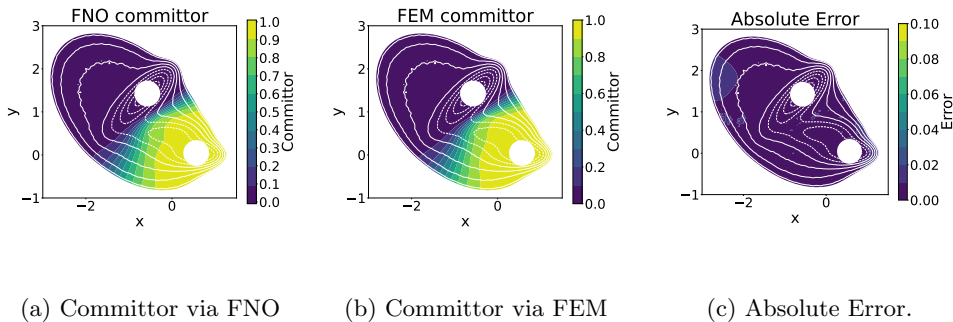 FNO committor
3
2
1
0
−1
y
−2
0
x
1.0
0.9
0.8
0.7
0.6
0.5
0.4
0.3
0.2
0.1
0.0
Committor
FEM committor
3
2
1
0
−1
y
−2
0
x
1.0
0.8
0.6
0.4
0.2
0.0
Committor
Absolute Error
3
2
1
0
−1
y
−2
0
x
0.10
0.08
0.06
0.04
0.02
0.00
Error
(a) Committor via FNO
(b) Committor via FEM
(c) Absolute Error.